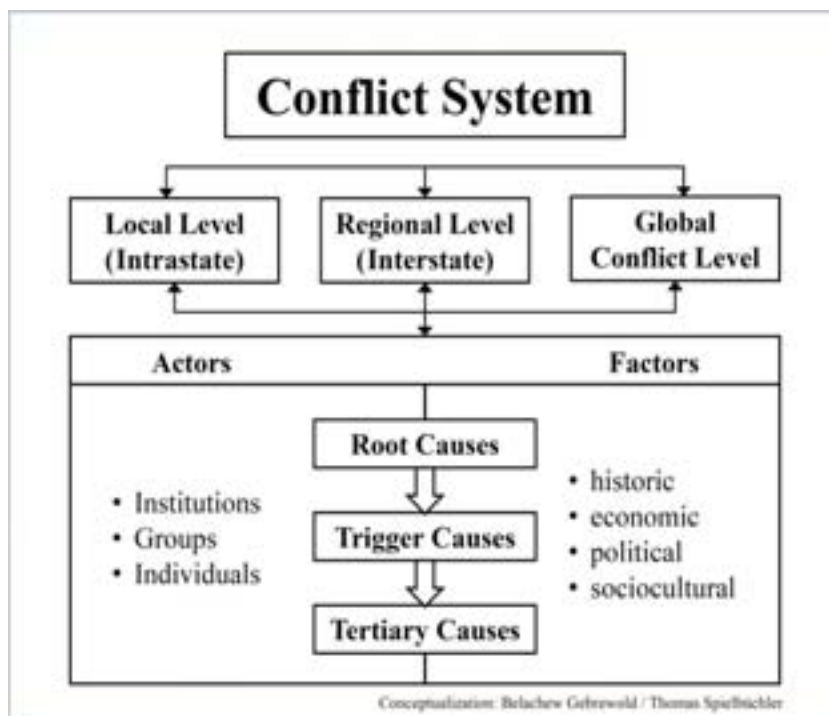 Conflict System
Local Level
(Intrastate)
Regional Level
(Interstate)
Global
Conflict Level
Actors
Factors
Root Causes
Trigger Causes
Tertiary Causes
• Institutions
• Groups
• Individuals
• historic
• economic
• political
• sociocultural
Conceptualization: Belachew Gebrewold / Thomas Spielbüchler